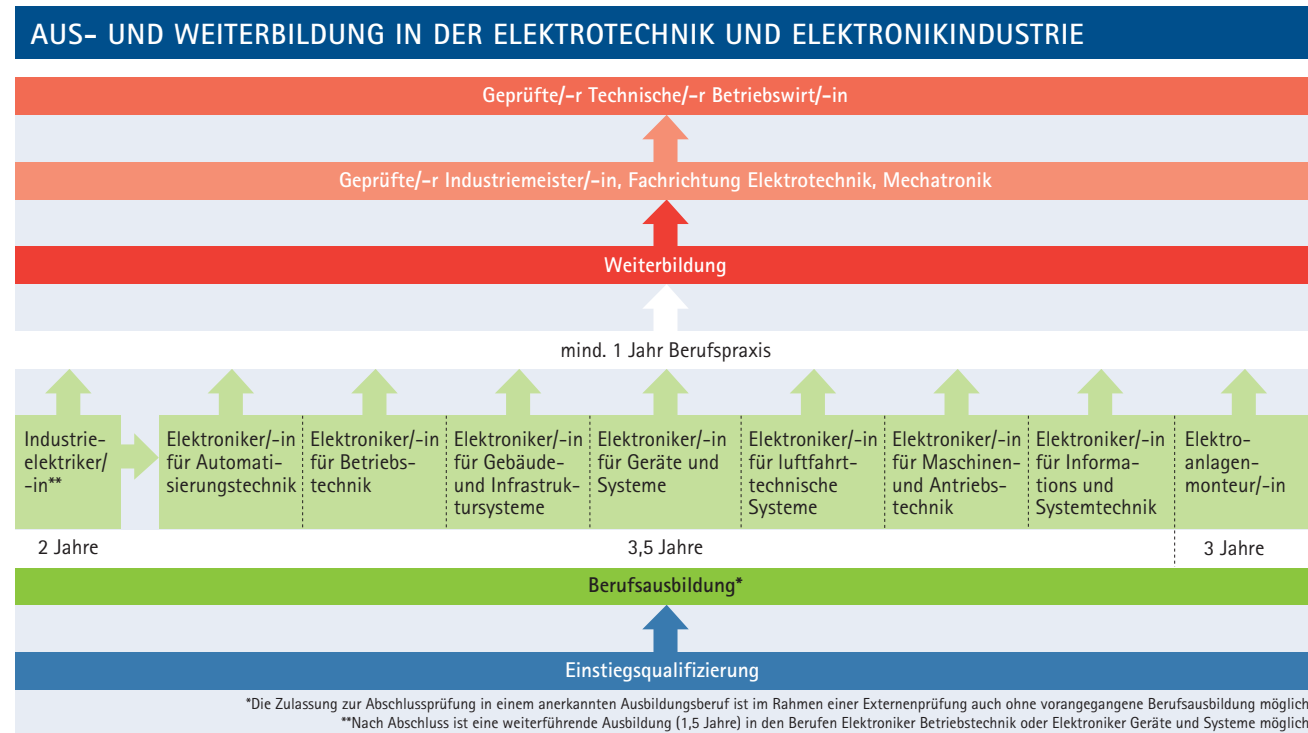 AUS- UND WEITERBILDUNG IN DER ELEKTROTECHNIK UND ELEKTRONIKINDUSTRIE
Geprüfte/-r Technische/-r Betriebswirt/-in
Geprüfte/-r Industriemeister/-in, Fachrichtung Elektrotechnik, Mechatronik
Weiterbildung
mind. 1 Jahr Berufspraxis
Industrie-
elektriker/
-in**
Elektroniker/-in
für Automati-
sierungstechnik
Elektroniker/-in
für Betriebs-
technik
Elektroniker/-in
für Gebäude-
und Infrastruk-
tursysteme
Elektroniker/-in
für Geräte und
Systeme
Elektroniker/-in
für luftfahrt-
technische
Systeme
Elektroniker/-in
für Maschinen-
und Antriebs-
technik
Elektroniker/-in
für Informa-
tions und
Systemtechnik
Elektro-
anlagen-
monteur/-in
2 Jahre
3,5 Jahre
3 Jahre
Berufsausbildung*
Einstiegsqualifizierung
*Die Zulassung zur Abschlussprüfung in einem anerkannten Ausbildungsberuf ist im Rahmen einer Externenprüfung auch ohne vorangegangene Berufsausbildung möglich
**Nach Abschluss ist eine weiterführende Ausbildung (1,5 Jahre) in den Berufen Elektroniker Betriebstechnik oder Elektroniker Geräte und Systeme möglich